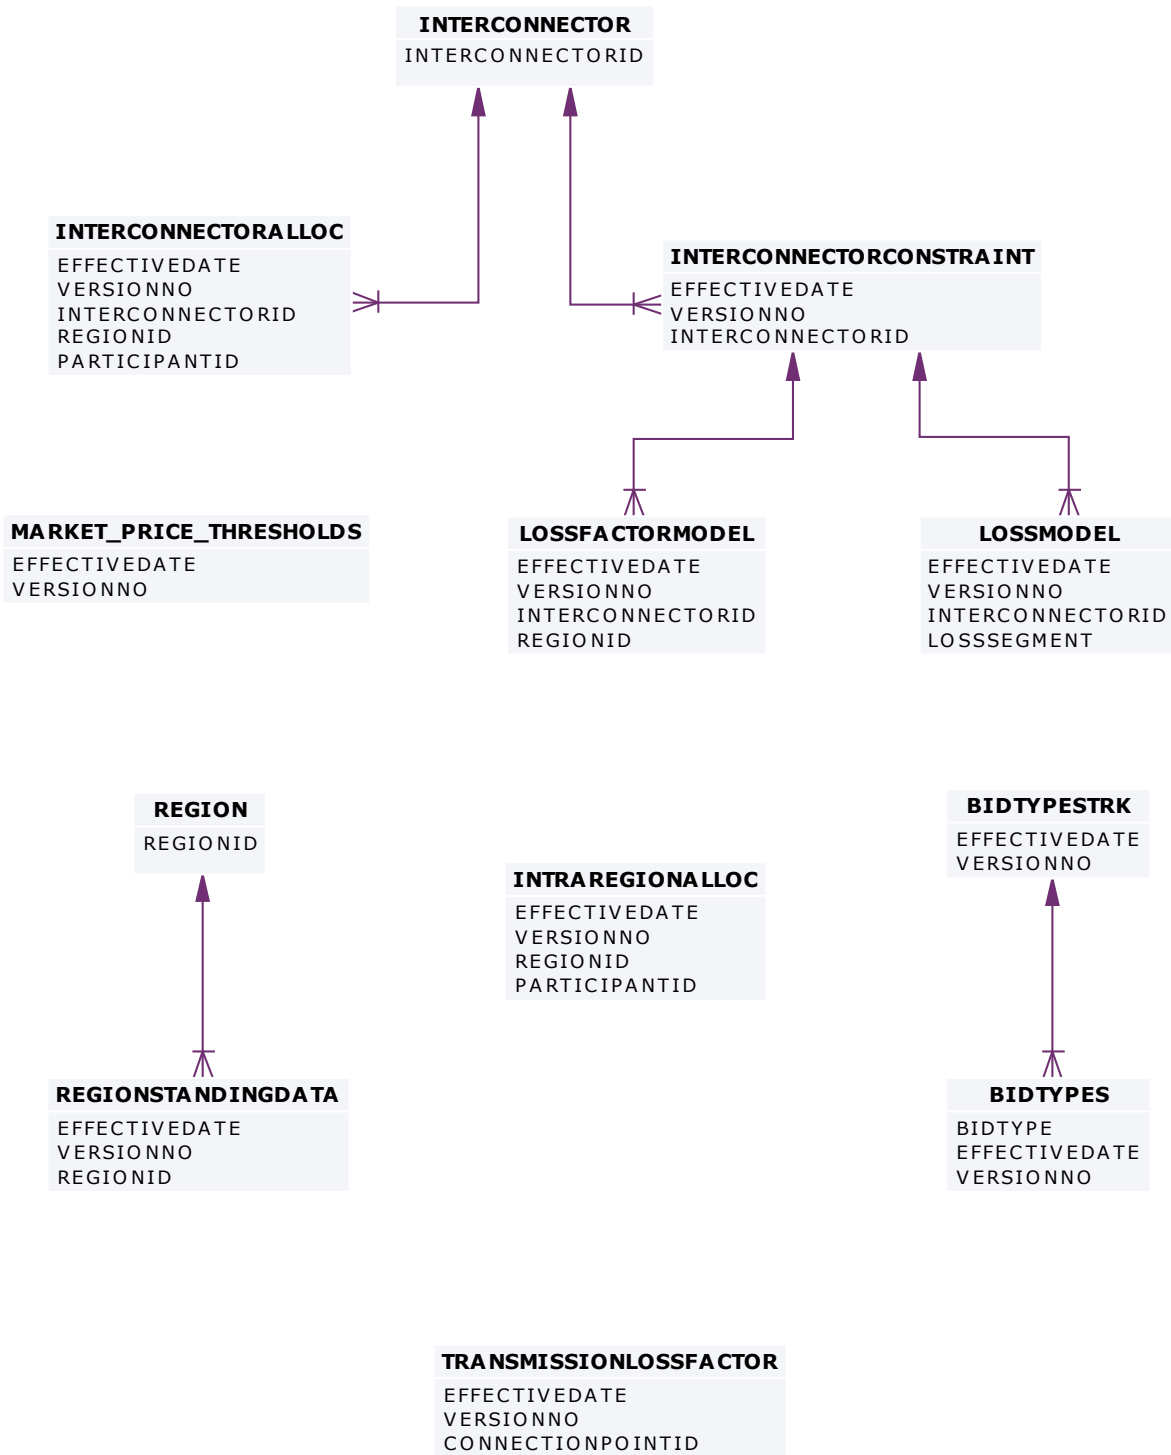 INTERCONNECTOR
INTERCONNECTORID
INTERCONNECTORALLOC
EFFECTIVEDATE
VERSIONNO
INTERCONNECTORID
REGIONID
PARTICIPANTID
INTERCONNECTORCONSTRAINT
EFFECTIVEDATE
VERSIONNO
INTERCONNECTORID
MARKET_PRICE_THRESHOLDS
EFFECTIVEDATE
VERSIONNO
LOSSFACTORMODEL
EFFECTIVEDATE
VERSIONNO
INTERCONNECTORID
REGIONID
LOSSMODEL
EFFECTIVEDATE
VERSIONNO
INTERCONNECTORID
LOSSSEGMENT
REGION
REGIONID
BIDTYPESTRK
EFFECTIVEDATE
VERSIONNO
INTRAREGIONALLOC
EFFECTIVEDATE
VERSIONNO
REGIONID
PARTICIPANTID
REGIONSTANDINGDATA
EFFECTIVEDATE
VERSIONNO
REGIONID
BIDTYPES
BIDTYPE
EFFECTIVEDATE
VERSIONNO
TRANSMISSIONLOSSFACTOR
EFFECTIVEDATE
VERSIONNO
CONNECTIONPOINTID